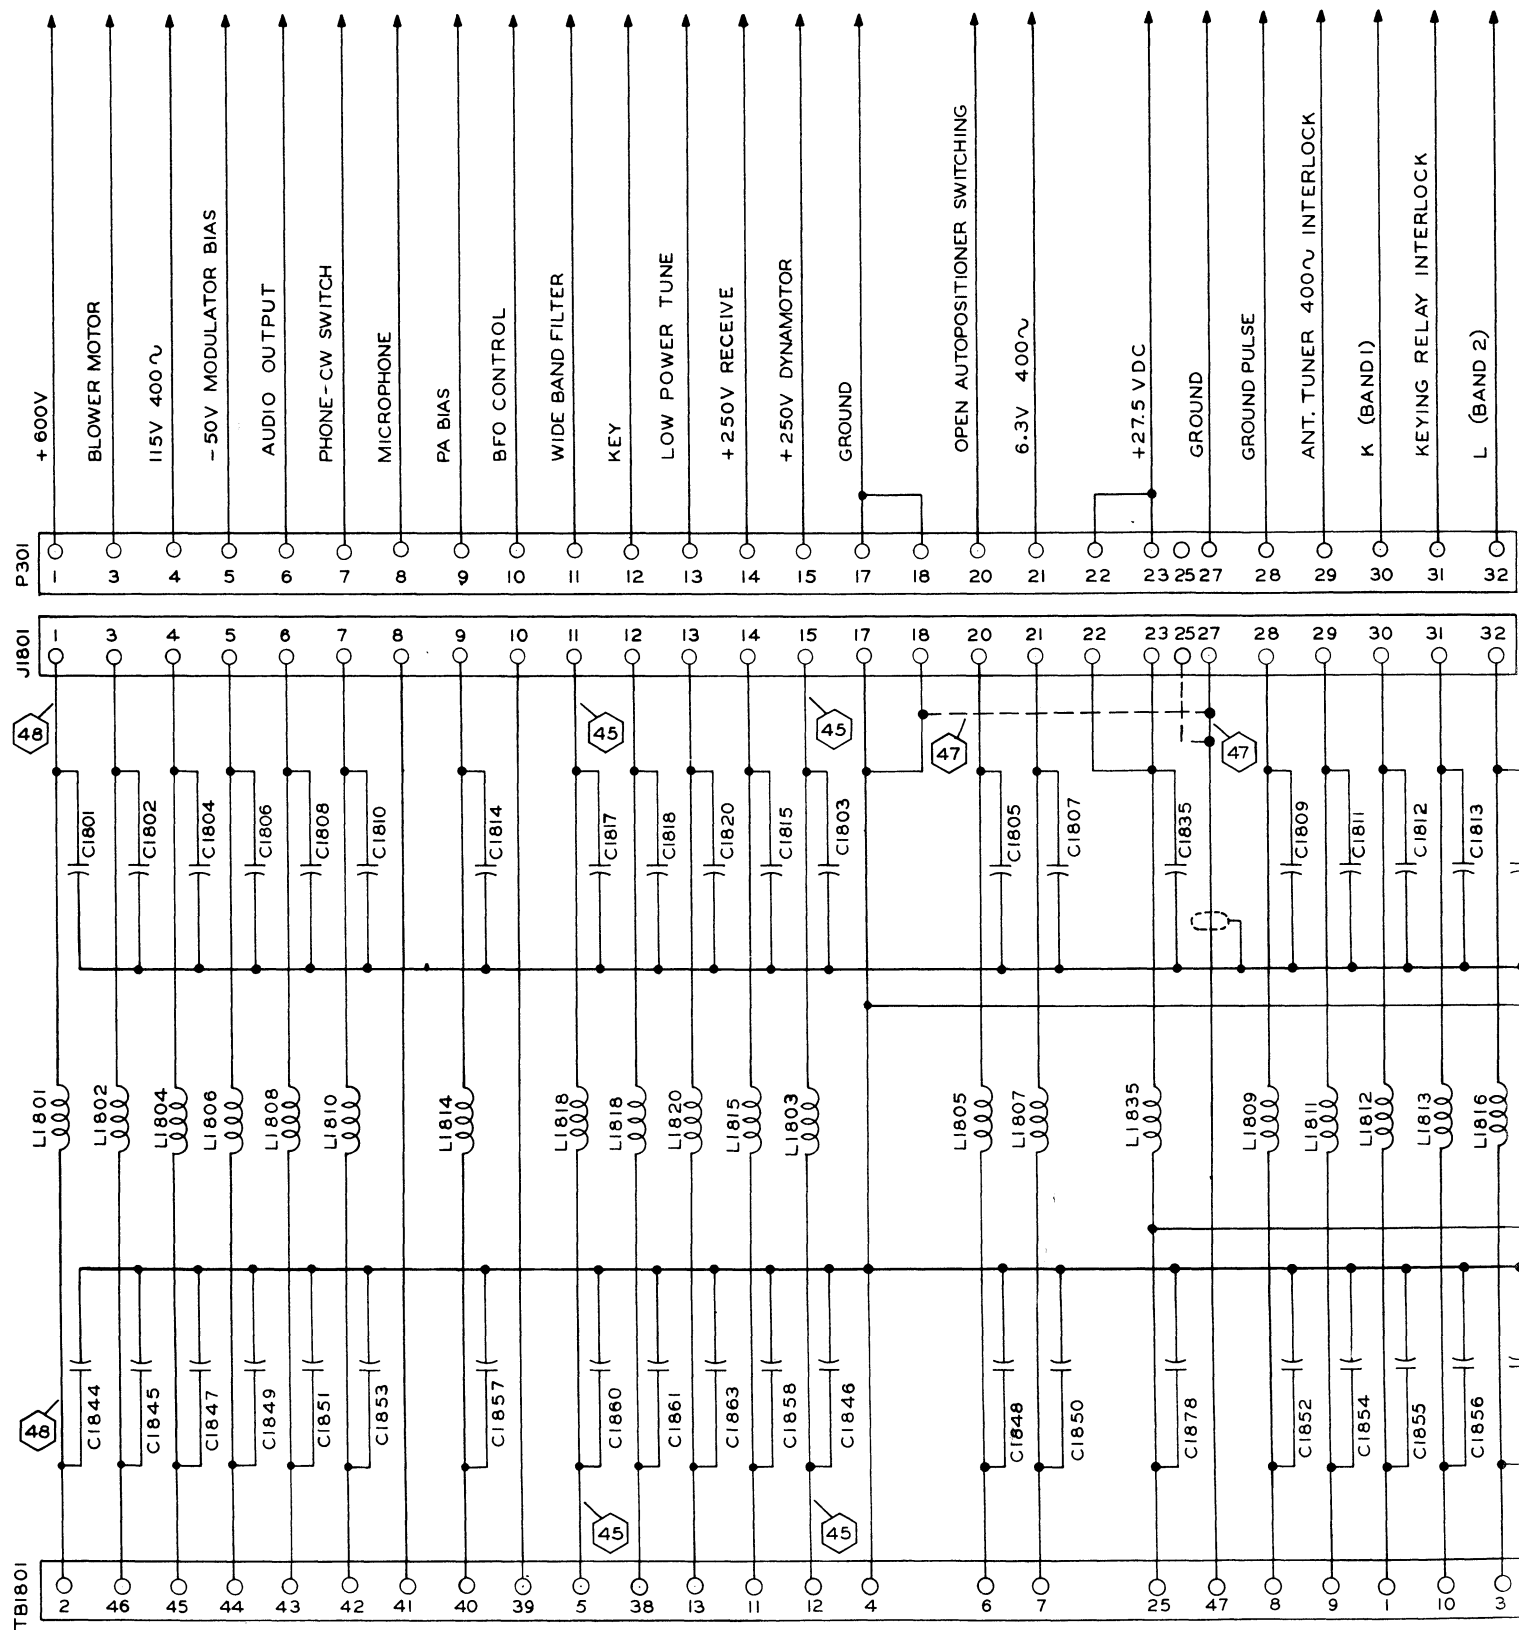 +600V
BLOWER MOTOR
115V 400~
-50V MODULATOR BIAS
AUDIO OUTPUT
PHONE-CW SWITCH
MICROPHONE
PA BIAS
BFO CONTROL
WIDE BAND FILTER
KEY
LOW POWER TUNE
+250V RECEIVE
+250V DYNAMOTOR
GROUND
OPEN AUTOPOSITIONER SWITCHING
6.3V 400~
+27.5 VDC
GROUND
GROUND PULSE
ANT. TUNER 400~ INTERLOCK
K (BAND 1)
KEYING RELAY INTERLOCK
L (BAND 2)
P301
1 3 4 5 6 7 8 9 10 11 12 13 14 15 17 18 20 21 22 23 25 27 28 29 30 31 32
J1801
1 3 4 5 6 7 8 9 10 11 12 13 14 15 17 18 20 21 22 23 25 27 28 29 30 31 32
48 45 45 47 47
C1801 C1802 C1804 C1806 C1808 C1810 C1814 C1817 C1818 C1820 C1815 C1803 C1805 C1807 C1835 C1809 C1811 C1812 C1813
L1801 L1802 L1804 L1806 L1808 L1810 L1814 L1818 L1818 L1820 L1815 L1803 L1805 L1807 L1835 L1809 L1811 L1812 L1813 L1816
C1844 C1845 C1847 C1849 C1851 C1853 C1857 C1860 C1861 C1863 C1858 C1846 C1848 C1850 C1878 C1852 C1854 C1855 C1856
48 45 45
TB1801
2 46 45 44 43 42 41 40 39 5 38 13 11 12 4 6 7 25 47 8 9 1 10 3